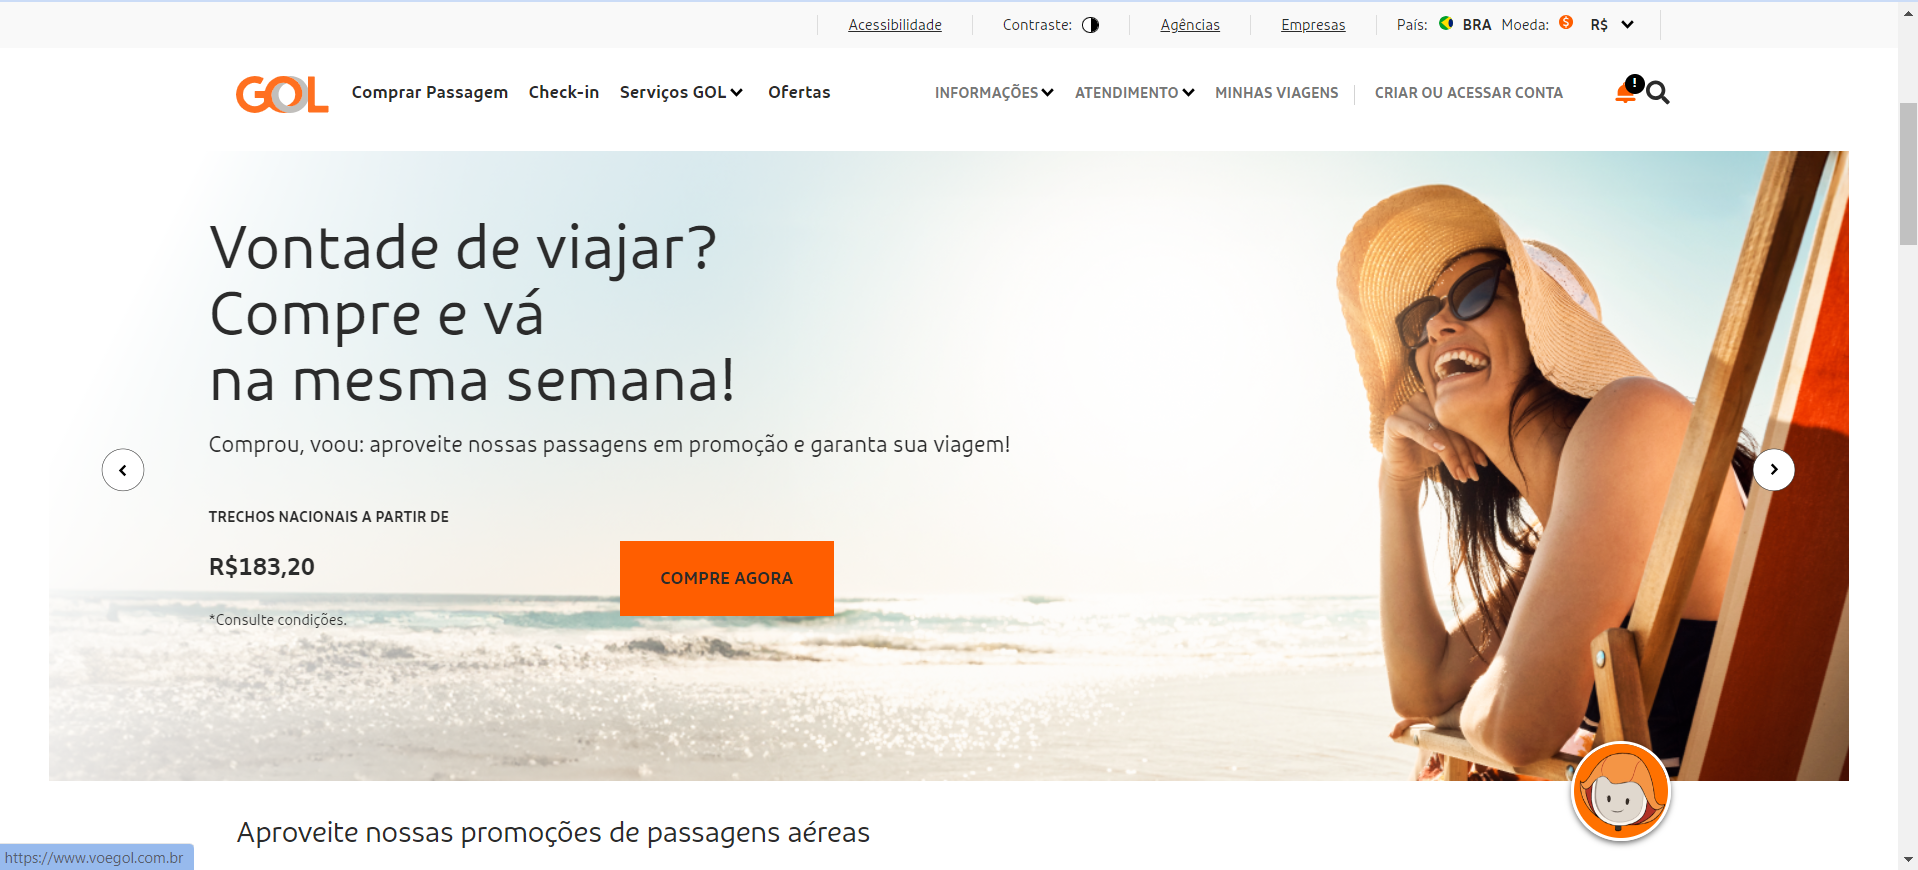 Acessibilidade Contraste: Agências Empresas País: BRA Moeda: $ R$
GOL Comprar Passagem Check-in Serviços GOL Ofertas INFORMAÇÕES ATENDIMENTO MINHAS VIAGENS CRIAR OU ACESSAR CONTA !
Vontade de viajar?
Compre e vá
na mesma semana!
Comprou, voou: aproveite nossas passagens em promoção e garanta sua viagem!
TRECHOS NACIONAIS A PARTIR DE
R$183,20
COMPRE AGORA
*Consulte condições.
Aproveite nossas promoções de passagens aéreas
https://www.voegol.com.br